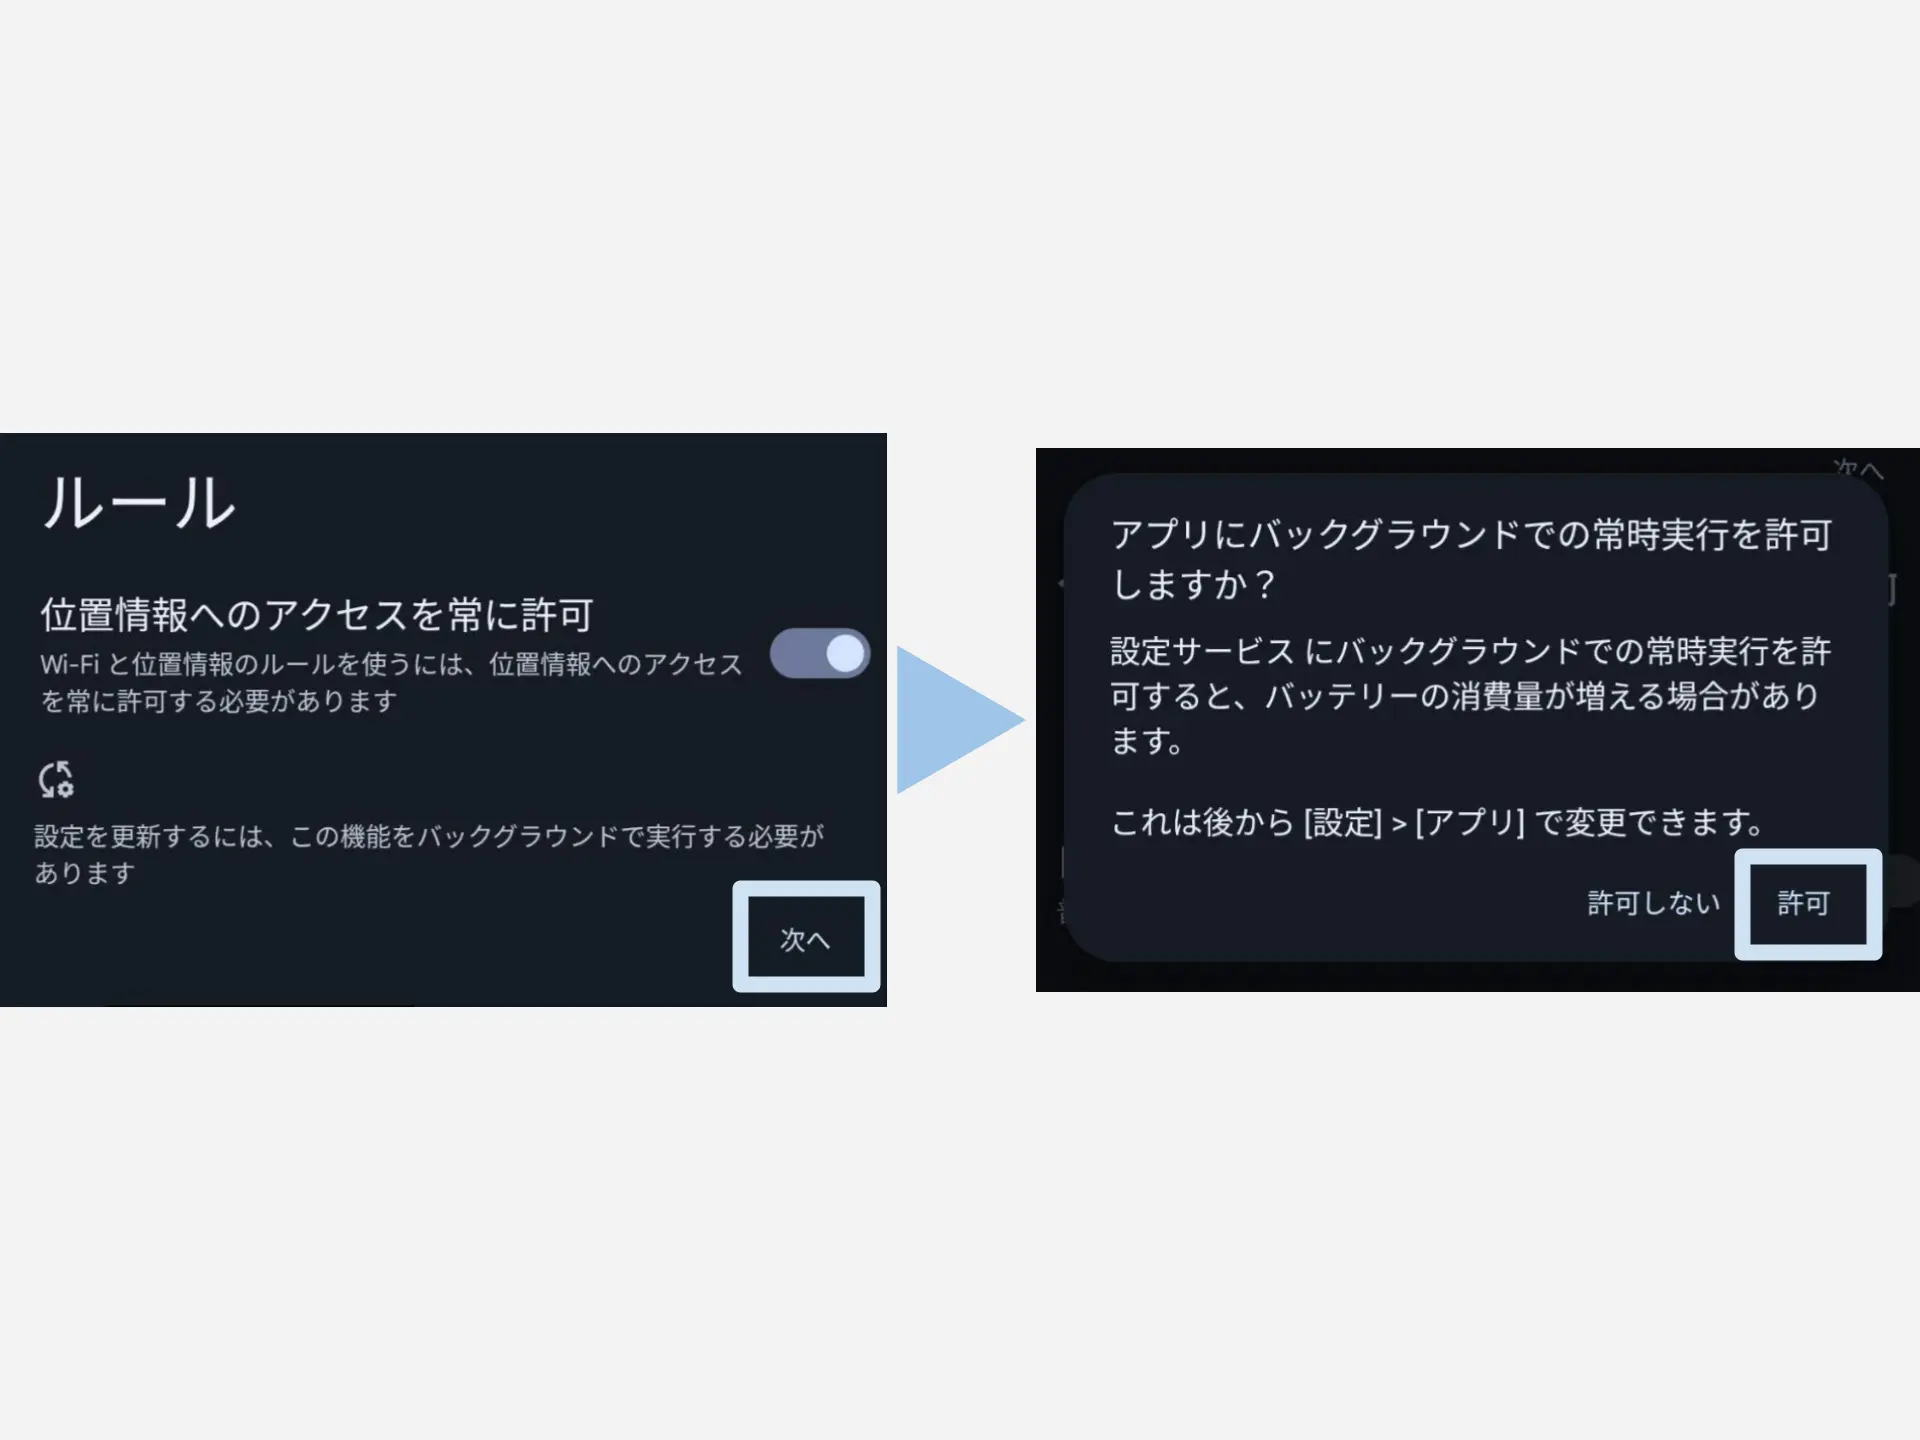 ルール
位置情報へのアクセスを常に許可
Wi-Fi と位置情報のルールを使うには、位置情報へのアクセス
を常に許可する必要があります
設定を更新するには、この機能をバックグラウンドで実行する必要が
あります
次へ
次へ
アプリにバックグラウンドでの常時実行を許可
しますか？
設定サービス にバックグラウンドでの常時実行を許
可すると、バッテリーの消費量が増える場合があり
ます。
これは後から [設定] > [アプリ] で変更できます。
許可しない
許可